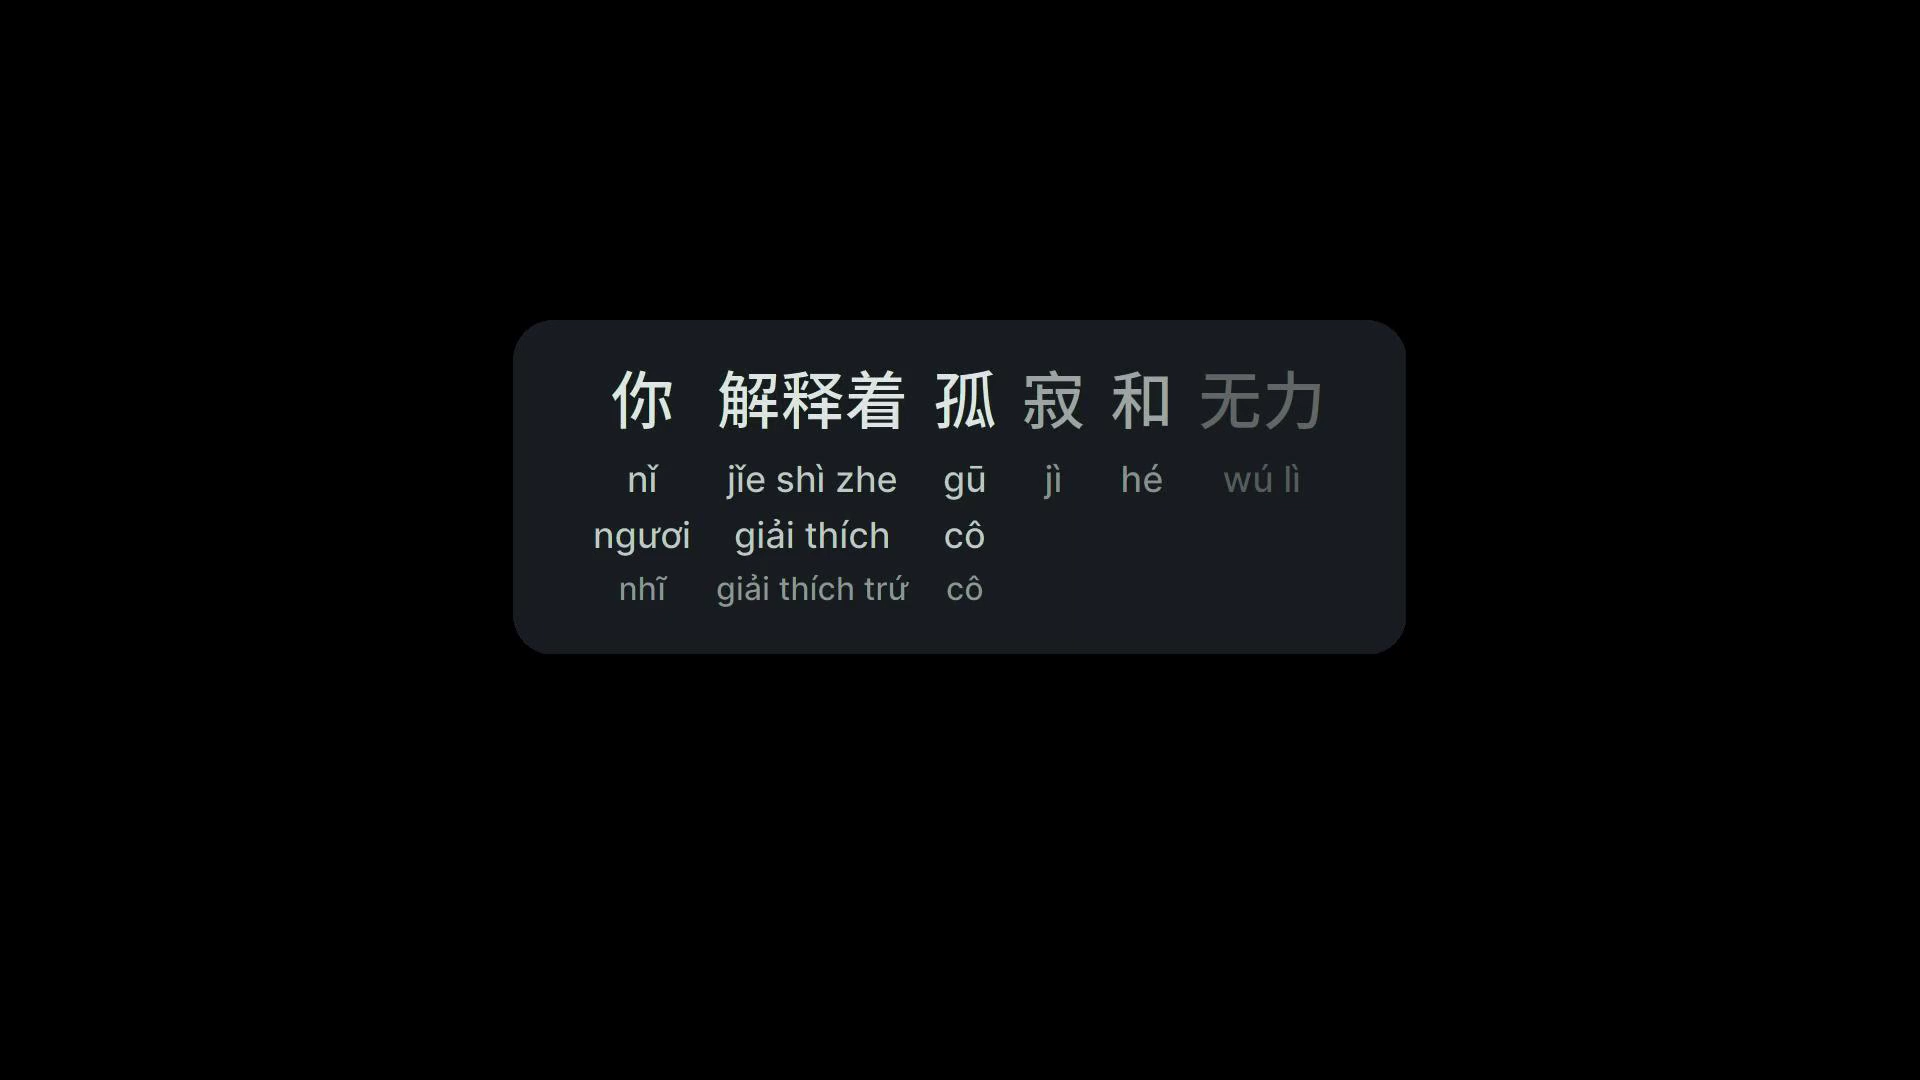 你 解释着 孤 寂 和 无力
nǐ jǐe shì zhe gū jì hé wú lì
ngươi giải thích cô
nhĩ giải thích trứ cô